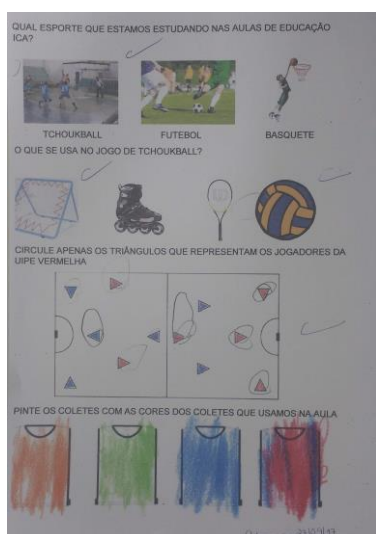 QUAL ESPORTE QUE ESTAMOS ESTUDANDO NAS AULAS DE EDUCAÇÃO
ICA?
TCHOUKBALL FUTEBOL BASQUETE
O QUE SE USA NO JOGO DE TCHOUKBALL?
CIRCULE APENAS OS TRIÂNGULOS QUE REPRESENTAM OS JOGADORES DA
UIPE VERMELHA
PINTE OS COLETES COM AS CORES DOS COLETES QUE USAMOS NA AULA